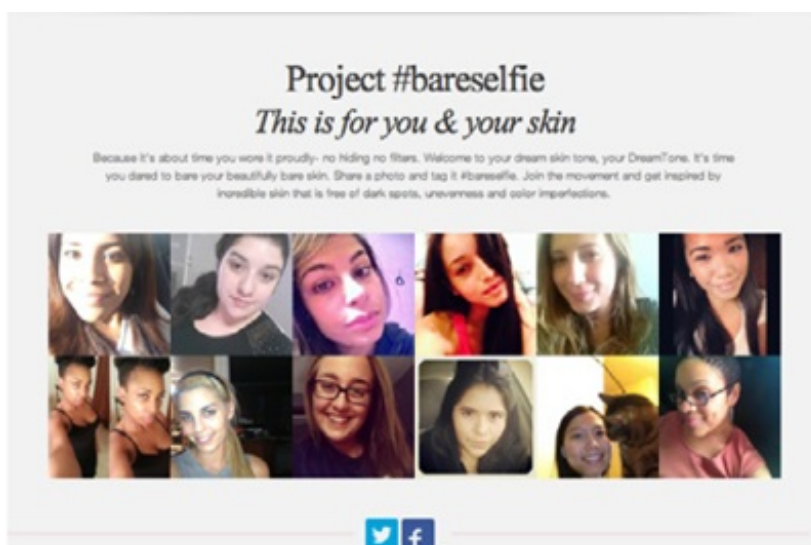 Project #bareselfie
This is for you & your skin
Because it's about time you wore it proudly- no hiding no filters. Welcome to your dream skin tone, your DreamTone. It's time
you dared to bare your beautifully bare skin. Share a photo and tag it #bareselfie. Join the movement and get inspired by
incredible skin that is free of dark spots, unevenness and color imperfections.